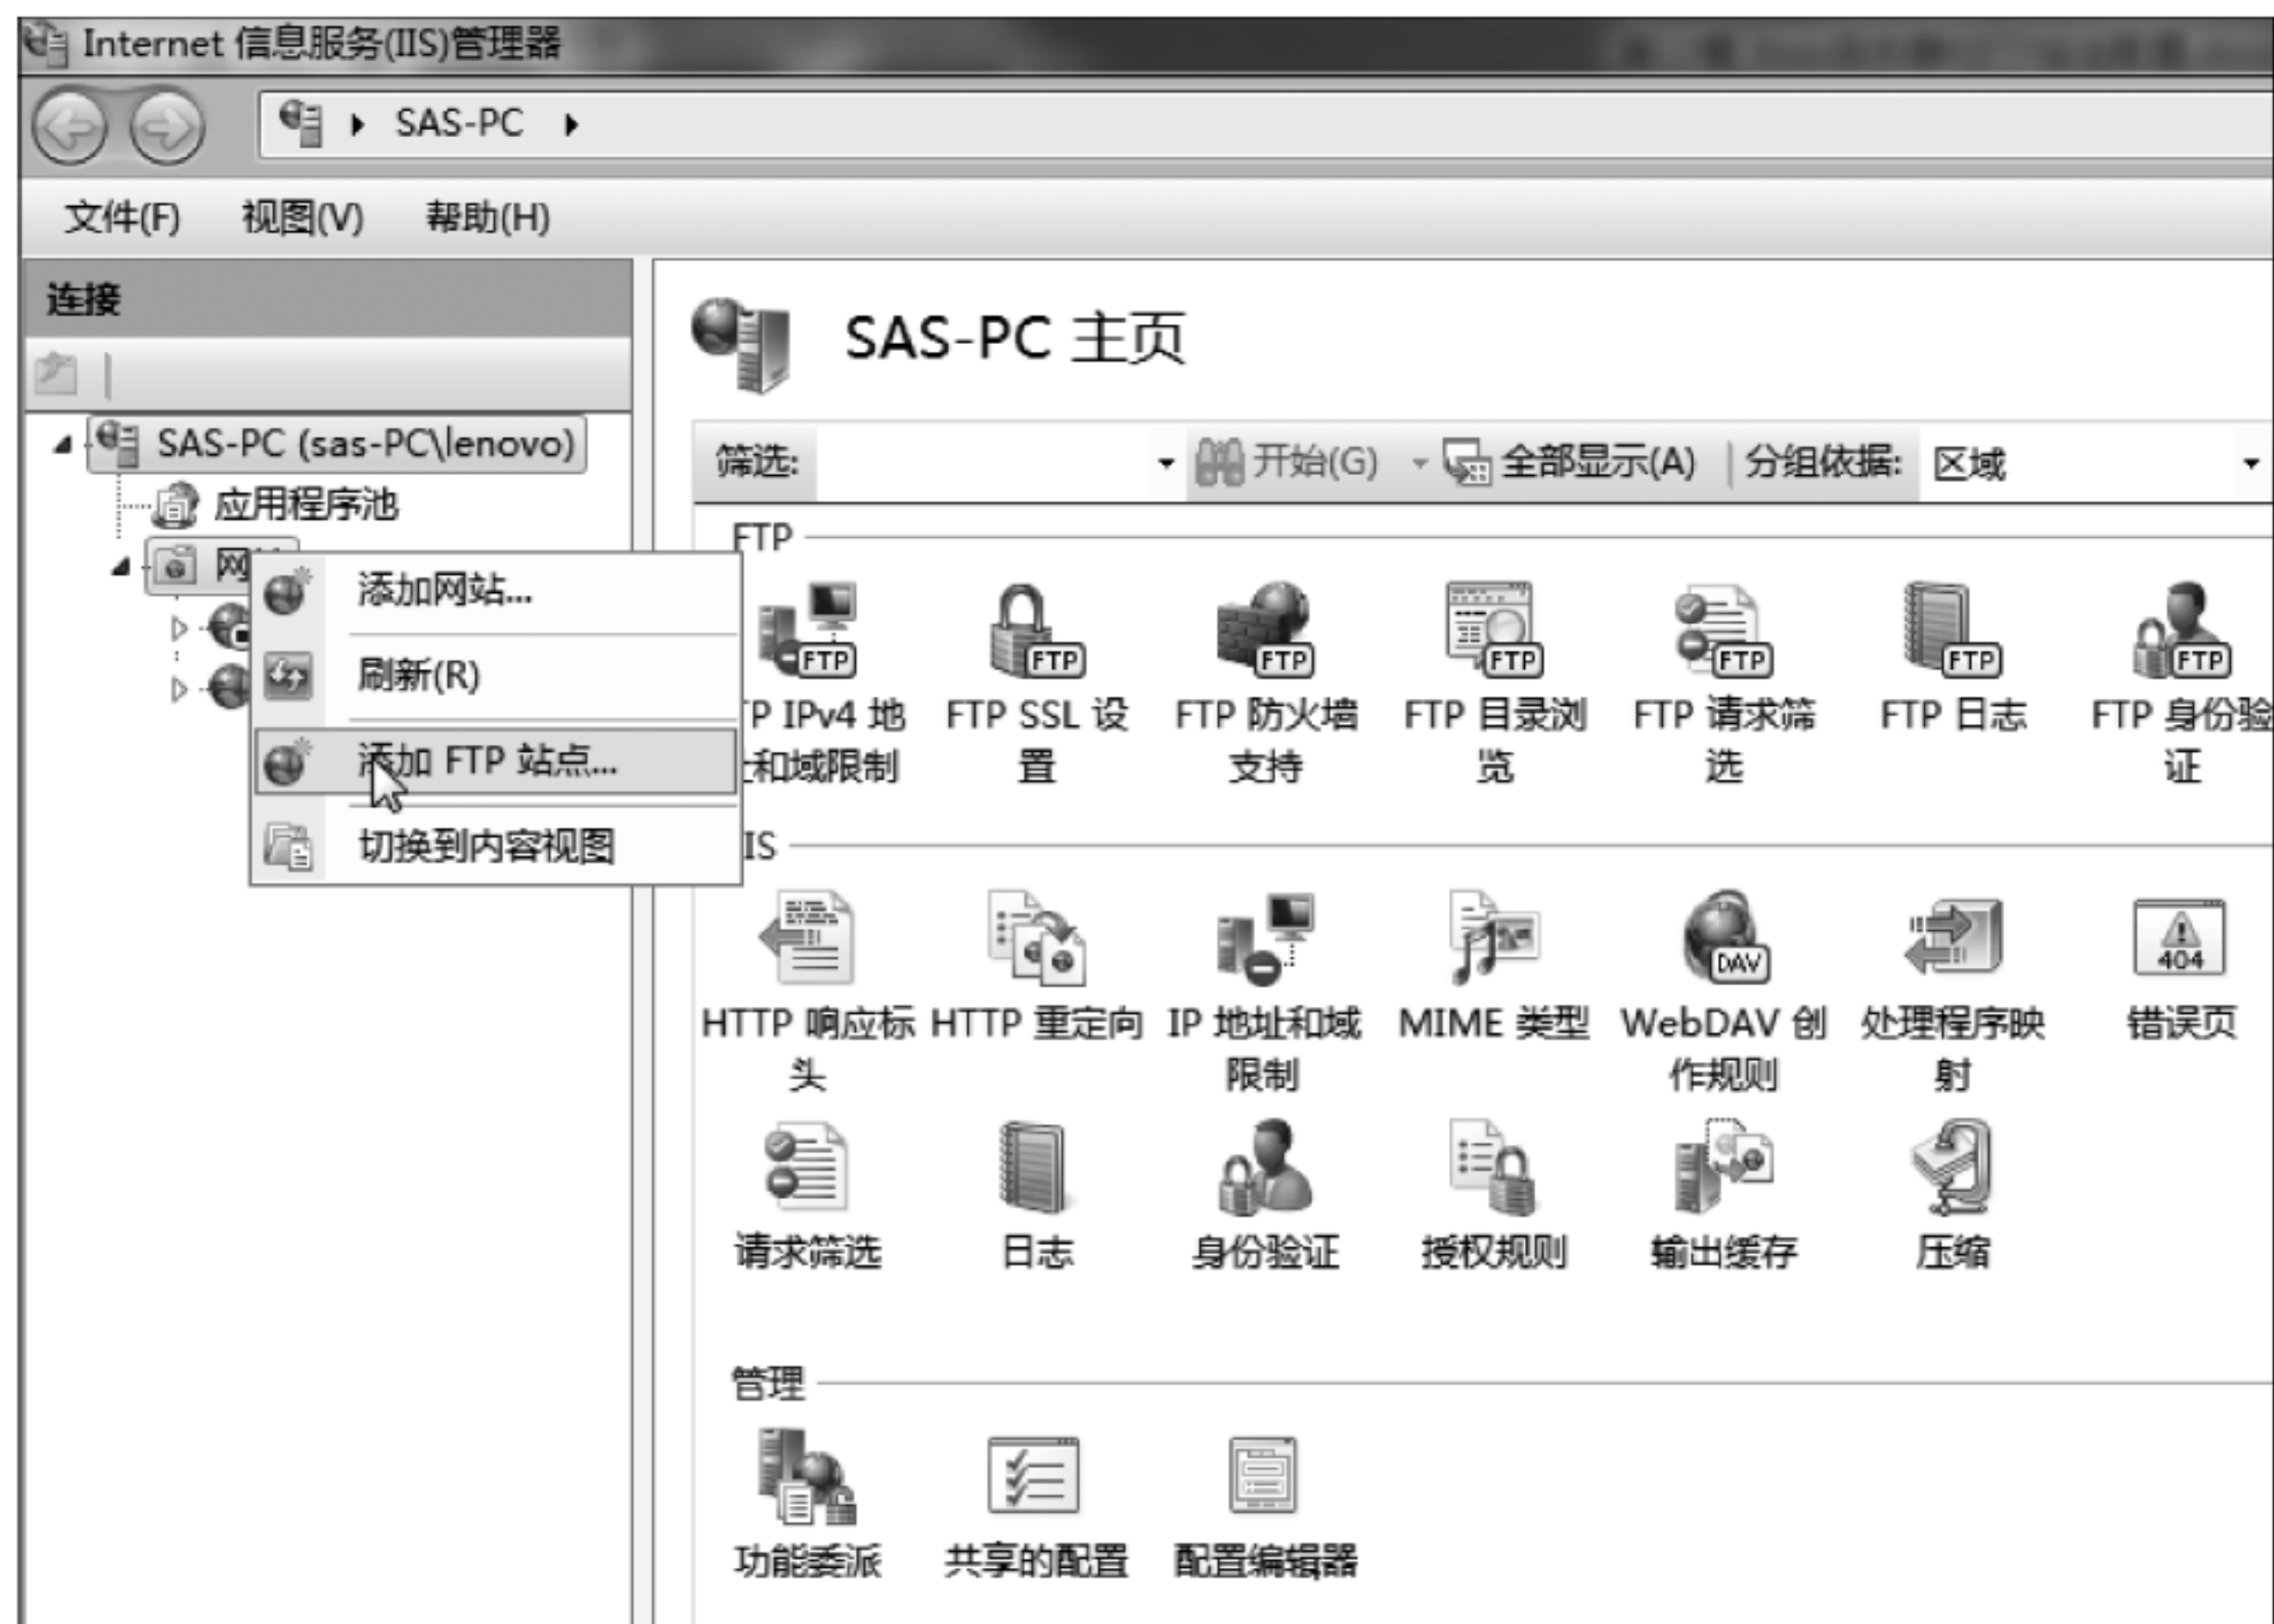 Internet 信息服务(IIS)管理器
SAS-PC
文件(F) 视图(V) 帮助(H)
连接
SAS-PC (sas-PC\lenovo)
应用程序池
网
添加网站...
刷新(R)
添加 FTP 站点...
切换到内容视图
SAS-PC 主页
筛选: 开始(G) 全部显示(A) 分组依据: 区域
FTP
FTP FTP FTP FTP FTP FTP FTP
P IPv4 地 FTP SSL 设 FTP 防火墙 FTP 目录浏 FTP 请求筛 FTP 日志 FTP 身份验
和域限制 置 支持 览 选 证
IS
DAV 404
HTTP 响应标 HTTP 重定向 IP 地址和域 MIME 类型 WebDAV 创 处理程序映 错误页
头 限制 作规则 射
请求筛选 日志 身份验证 授权规则 输出缓存 压缩
管理
功能委派 共享的配置 配置编辑器